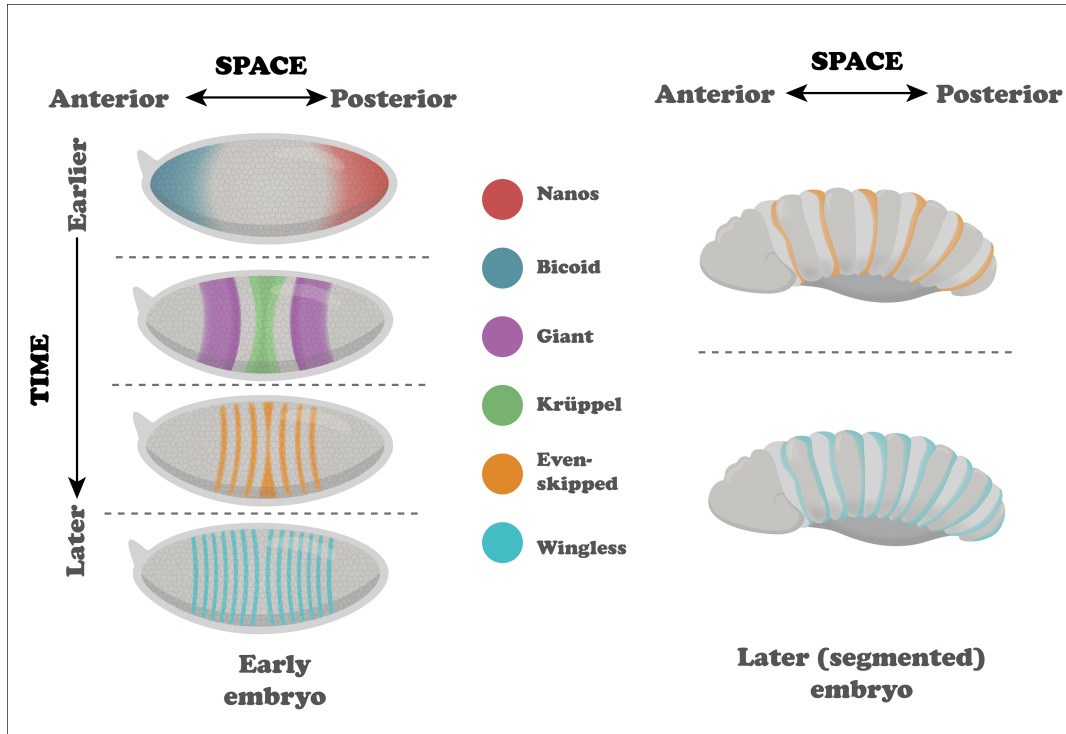 SPACE
Anterior
Posterior
TIME
Earlier
Later
Early
embryo
Nanos
Bicoid
Giant
Krüppel
Even-
skipped
Wingless
SPACE
Anterior
Posterior
Later (segmented)
embryo